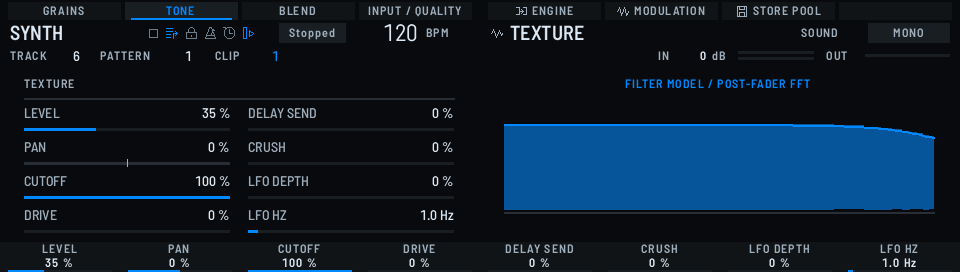 GRAINS TONE BLEND INPUT / QUALITY ENGINE MODULATION STORE POOL
SYNTH Stopped 120 BPM TEXTURE SOUND MONO
TRACK 6 PATTERN 1 CLIP 1 IN 0 dB OUT
TEXTURE FILTER MODEL / POST-FADER FFT
LEVEL 35 % DELAY SEND 0 %
PAN 0 % CRUSH 0 %
CUTOFF 100 % LFO DEPTH 0 %
DRIVE 0 % LFO HZ 1.0 Hz
LEVEL PAN CUTOFF DRIVE DELAY SEND CRUSH LFO DEPTH LFO HZ
35 % 0 % 100 % 0 % 0 % 0 % 0 % 1.0 Hz